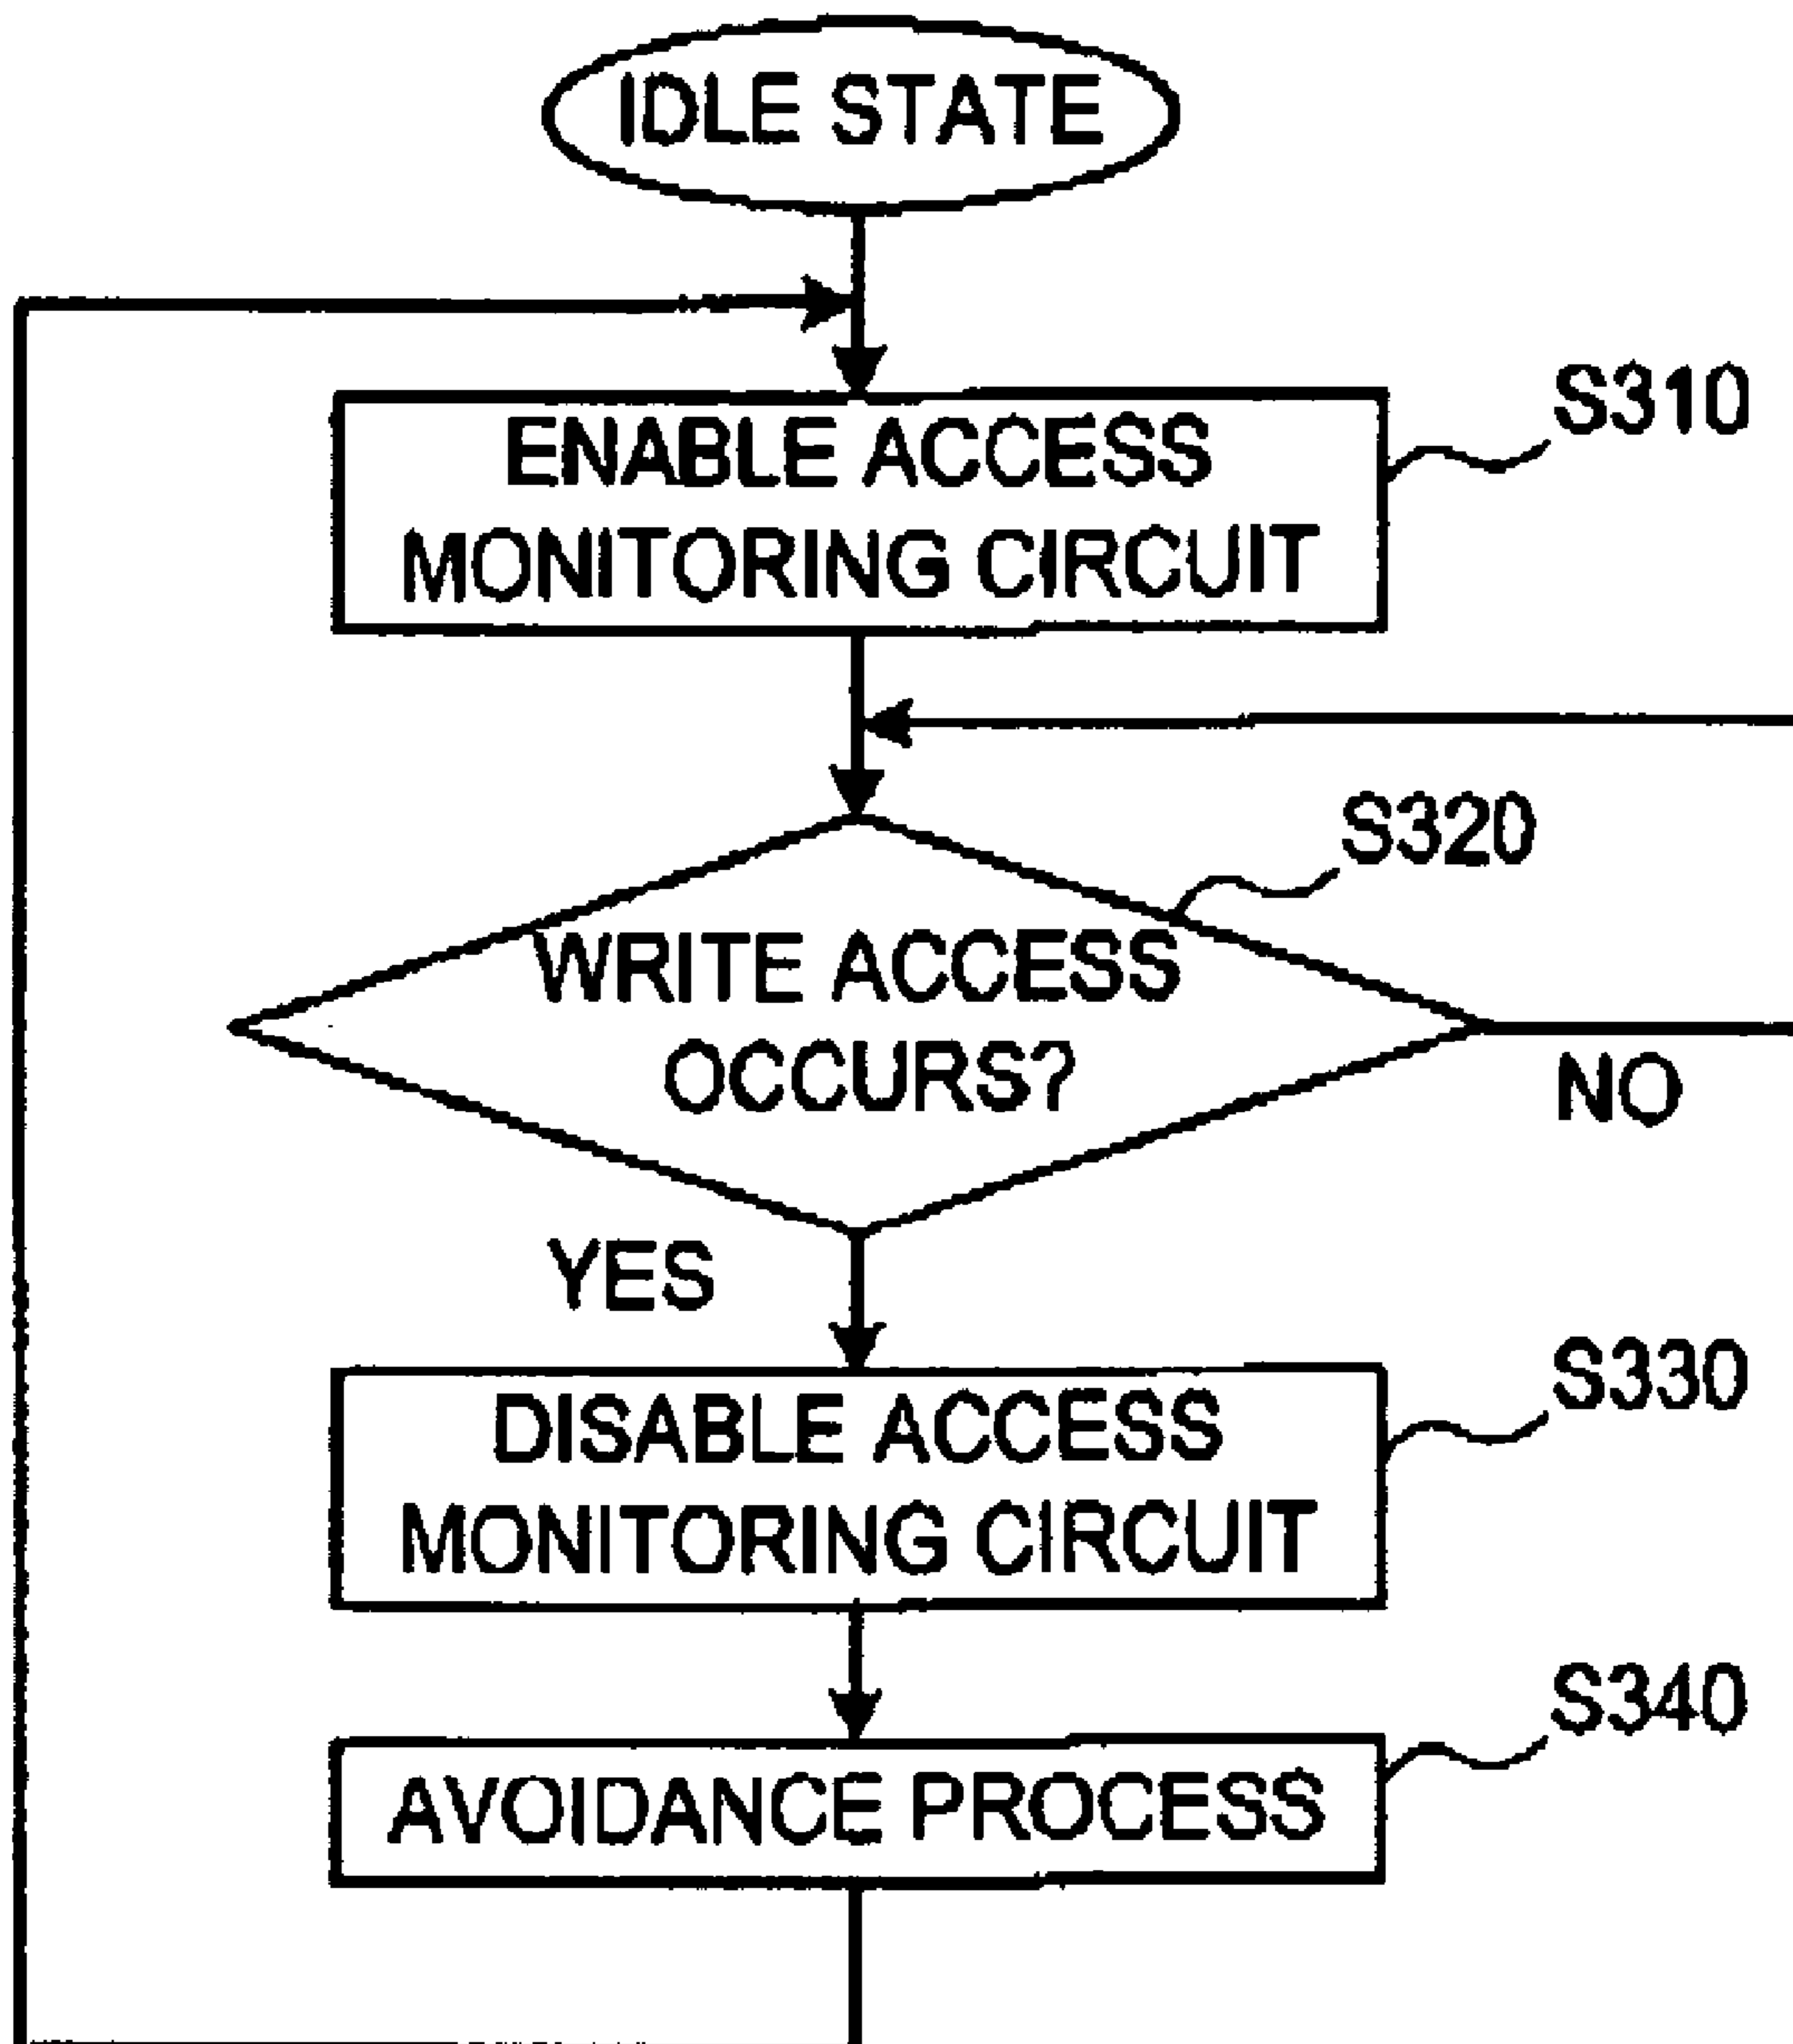 IDLE STATE
S310
ENABLE ACCESS
MONITORING CIRCUIT
S320
WRITE ACCESS
OCCURS?
NO
YES
S330
DISABLE ACCESS
MONITORING CIRCUIT
S340
AVOIDANCE PROCESS